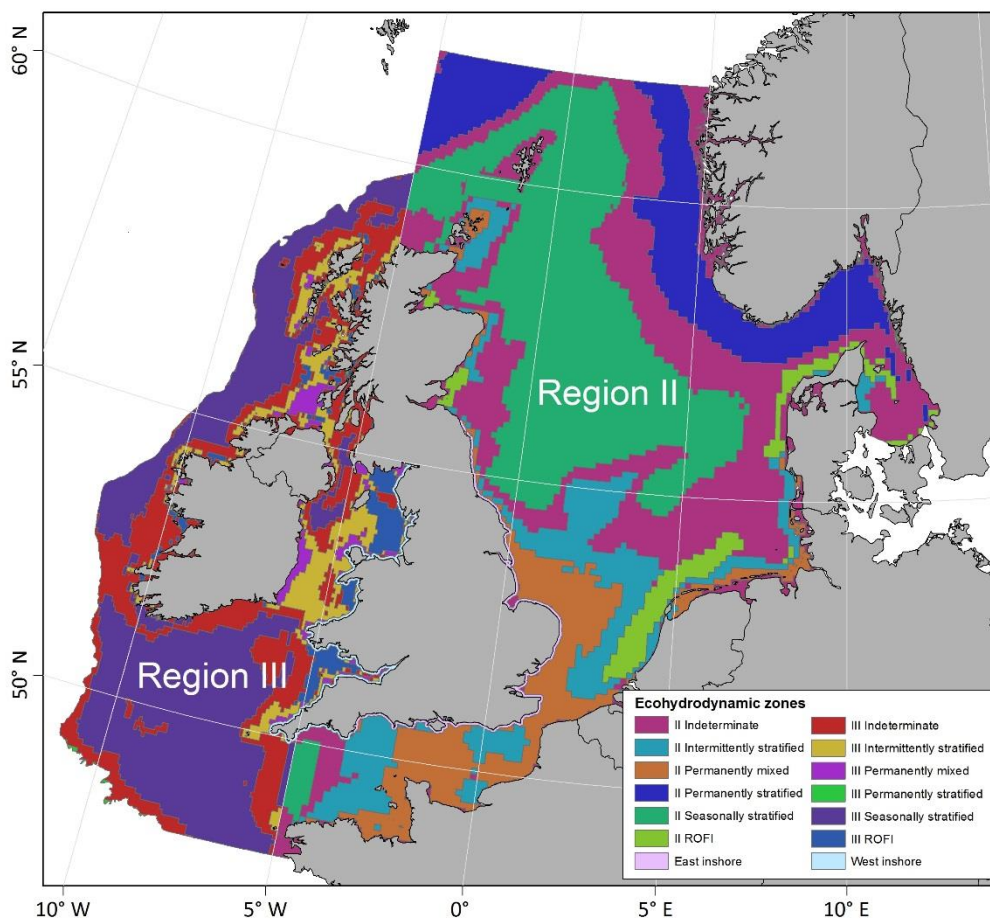 60° N
55° N
50° N
Region II
Region III
Ecohydrodynamic zones
II Indeterminate
II Intermittently stratified
II Permanently mixed
II Permanently stratified
II Seasonally stratified
II ROFI
East inshore
III Indeterminate
III Intermittently stratified
III Permanently mixed
III Permanently stratified
III Seasonally stratified
III ROFI
West inshore
10° W
5° W
0°
5° E
10° E